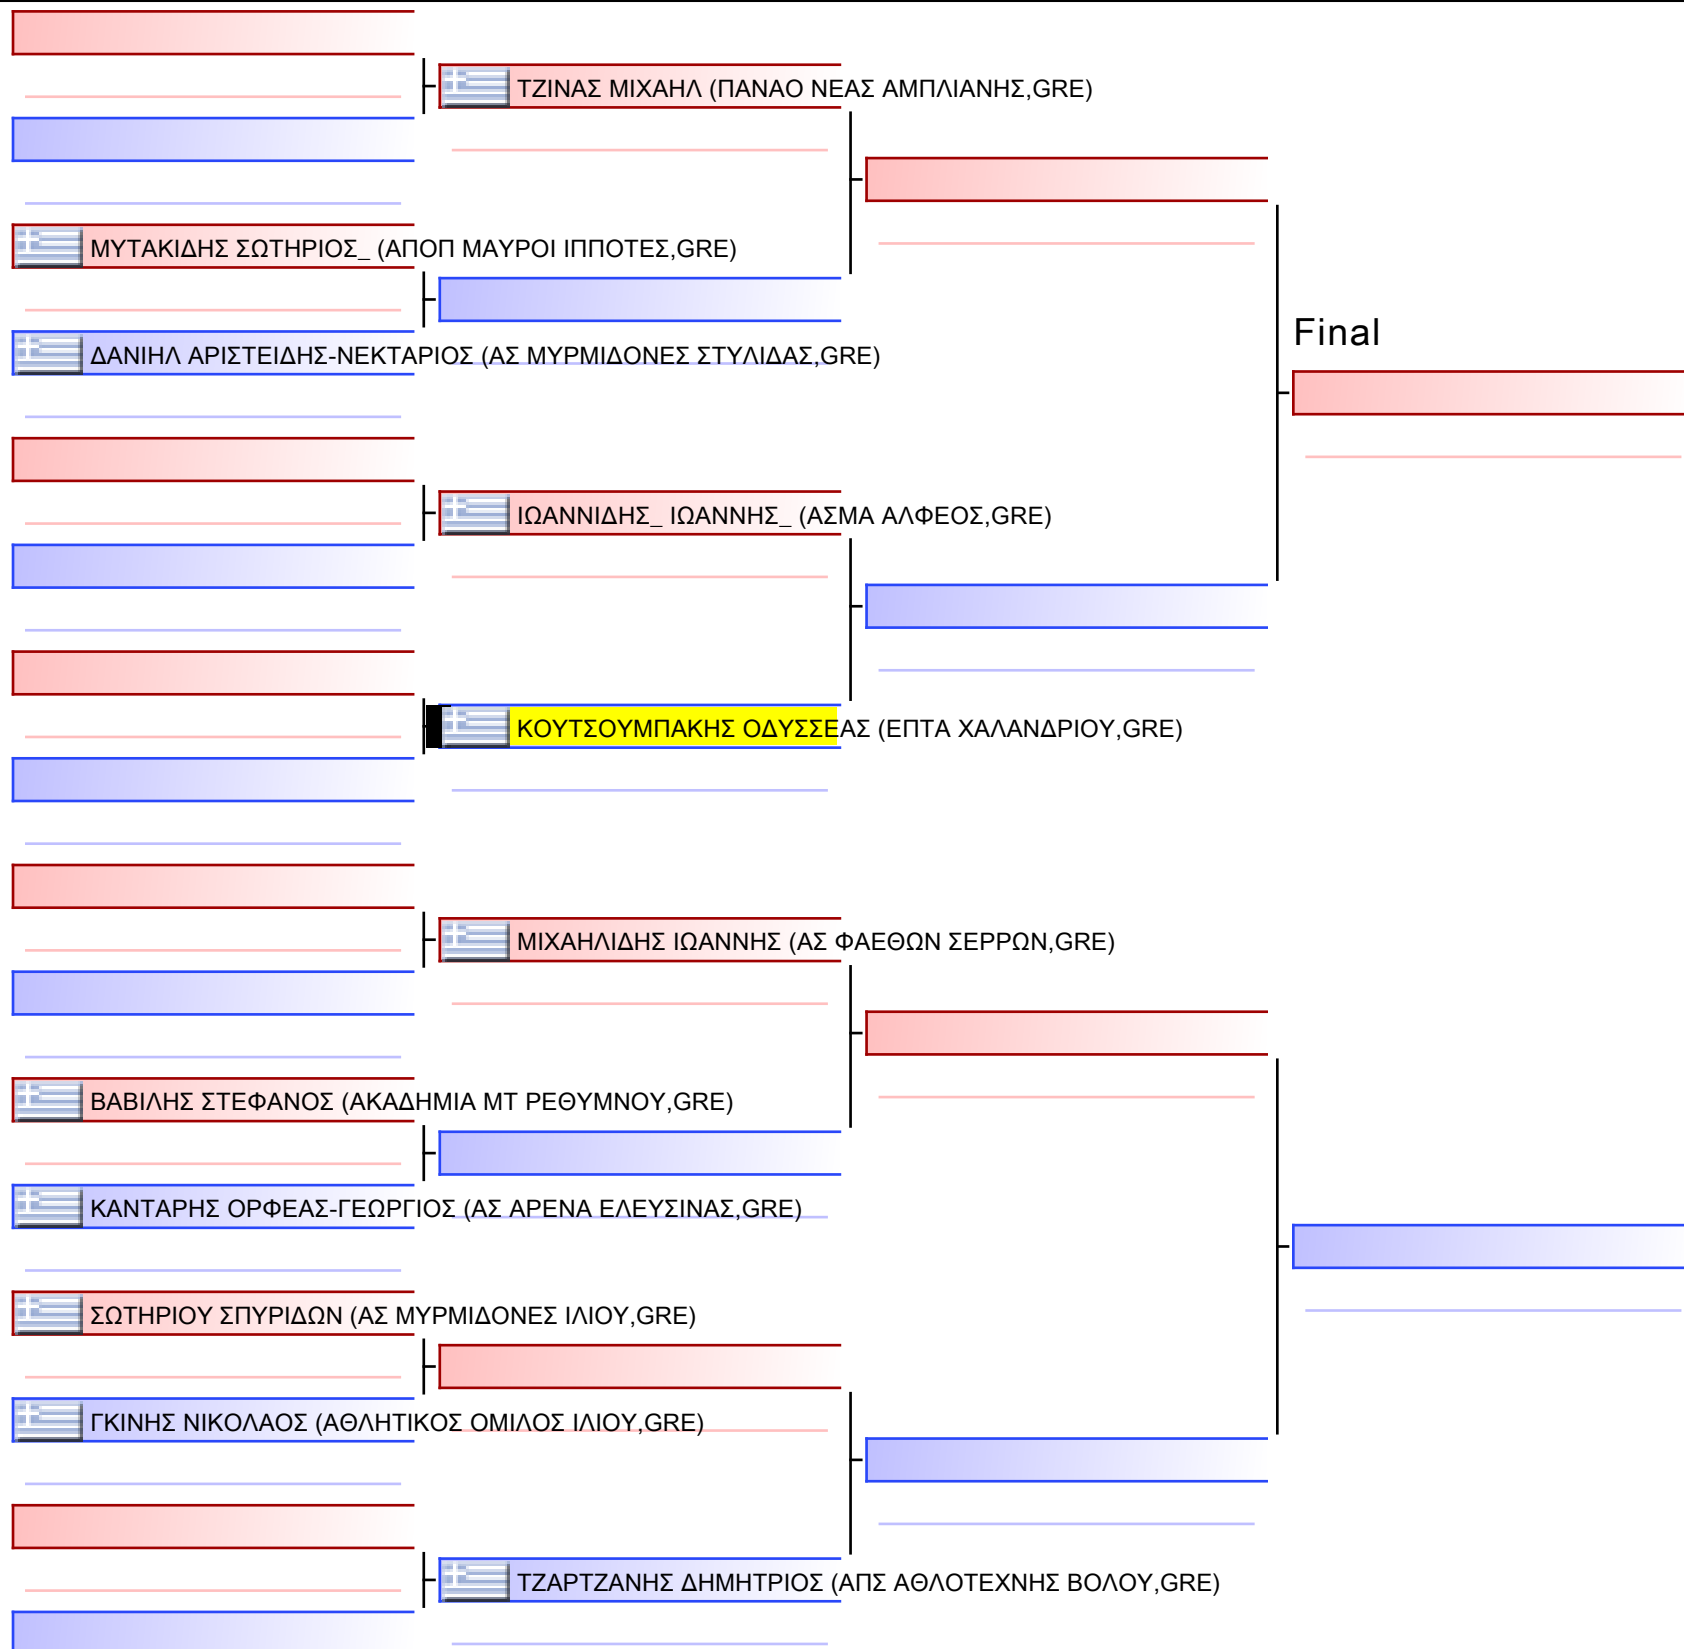 ΤΖΙΝΑΣ ΜΙΧΑΗΛ (ΠΑΝΑΟ ΝΕΑΣ ΑΜΠΛΙΑΝΗΣ,GRE)
ΜΥΤΑΚΙΔΗΣ ΣΩΤΗΡΙΟΣ_ (ΑΠΟΠ ΜΑΥΡΟΙ ΙΠΠΟΤΕΣ,GRE)
Final
ΔΑΝΙΗΛ ΑΡΙΣΤΕΙΔΗΣ-ΝΕΚΤΑΡΙΟΣ (ΑΣ ΜΥΡΜΙΔΟΝΕΣ ΣΤΥΛΙΔΑΣ,GRE)
ΙΩΑΝΝΙΔΗΣ_ ΙΩΑΝΝΗΣ_ (ΑΣΜΑ ΑΛΦΕΟΣ,GRE)
ΚΟΥΤΣΟΥΜΠΑΚΗΣ ΟΔΥΣΣΕΑΣ (ΕΠΤΑ ΧΑΛΑΝΔΡΙΟΥ,GRE)
ΜΙΧΑΗΛΙΔΗΣ ΙΩΑΝΝΗΣ (ΑΣ ΦΑΕΘΩΝ ΣΕΡΡΩΝ,GRE)
ΒΑΒΙΛΗΣ ΣΤΕΦΑΝΟΣ (ΑΚΑΔΗΜΙΑ ΜΤ ΡΕΘΥΜΝΟΥ,GRE)
ΚΑΝΤΑΡΗΣ ΟΡΦΕΑΣ-ΓΕΩΡΓΙΟΣ (ΑΣ ΑΡΕΝΑ ΕΛΕΥΣΙΝΑΣ,GRE)
ΣΩΤΗΡΙΟΥ ΣΠΥΡΙΔΩΝ (ΑΣ ΜΥΡΜΙΔΟΝΕΣ ΙΛΙΟΥ,GRE)
ΓΚΙΝΗΣ ΝΙΚΟΛΑΟΣ (ΑΘΛΗΤΙΚΟΣ ΟΜΙΛΟΣ ΙΛΙΟΥ,GRE)
ΤΖΑΡΤΖΑΝΗΣ ΔΗΜΗΤΡΙΟΣ (ΑΠΣ ΑΘΛΟΤΕΧΝΗΣ ΒΟΛΟΥ,GRE)